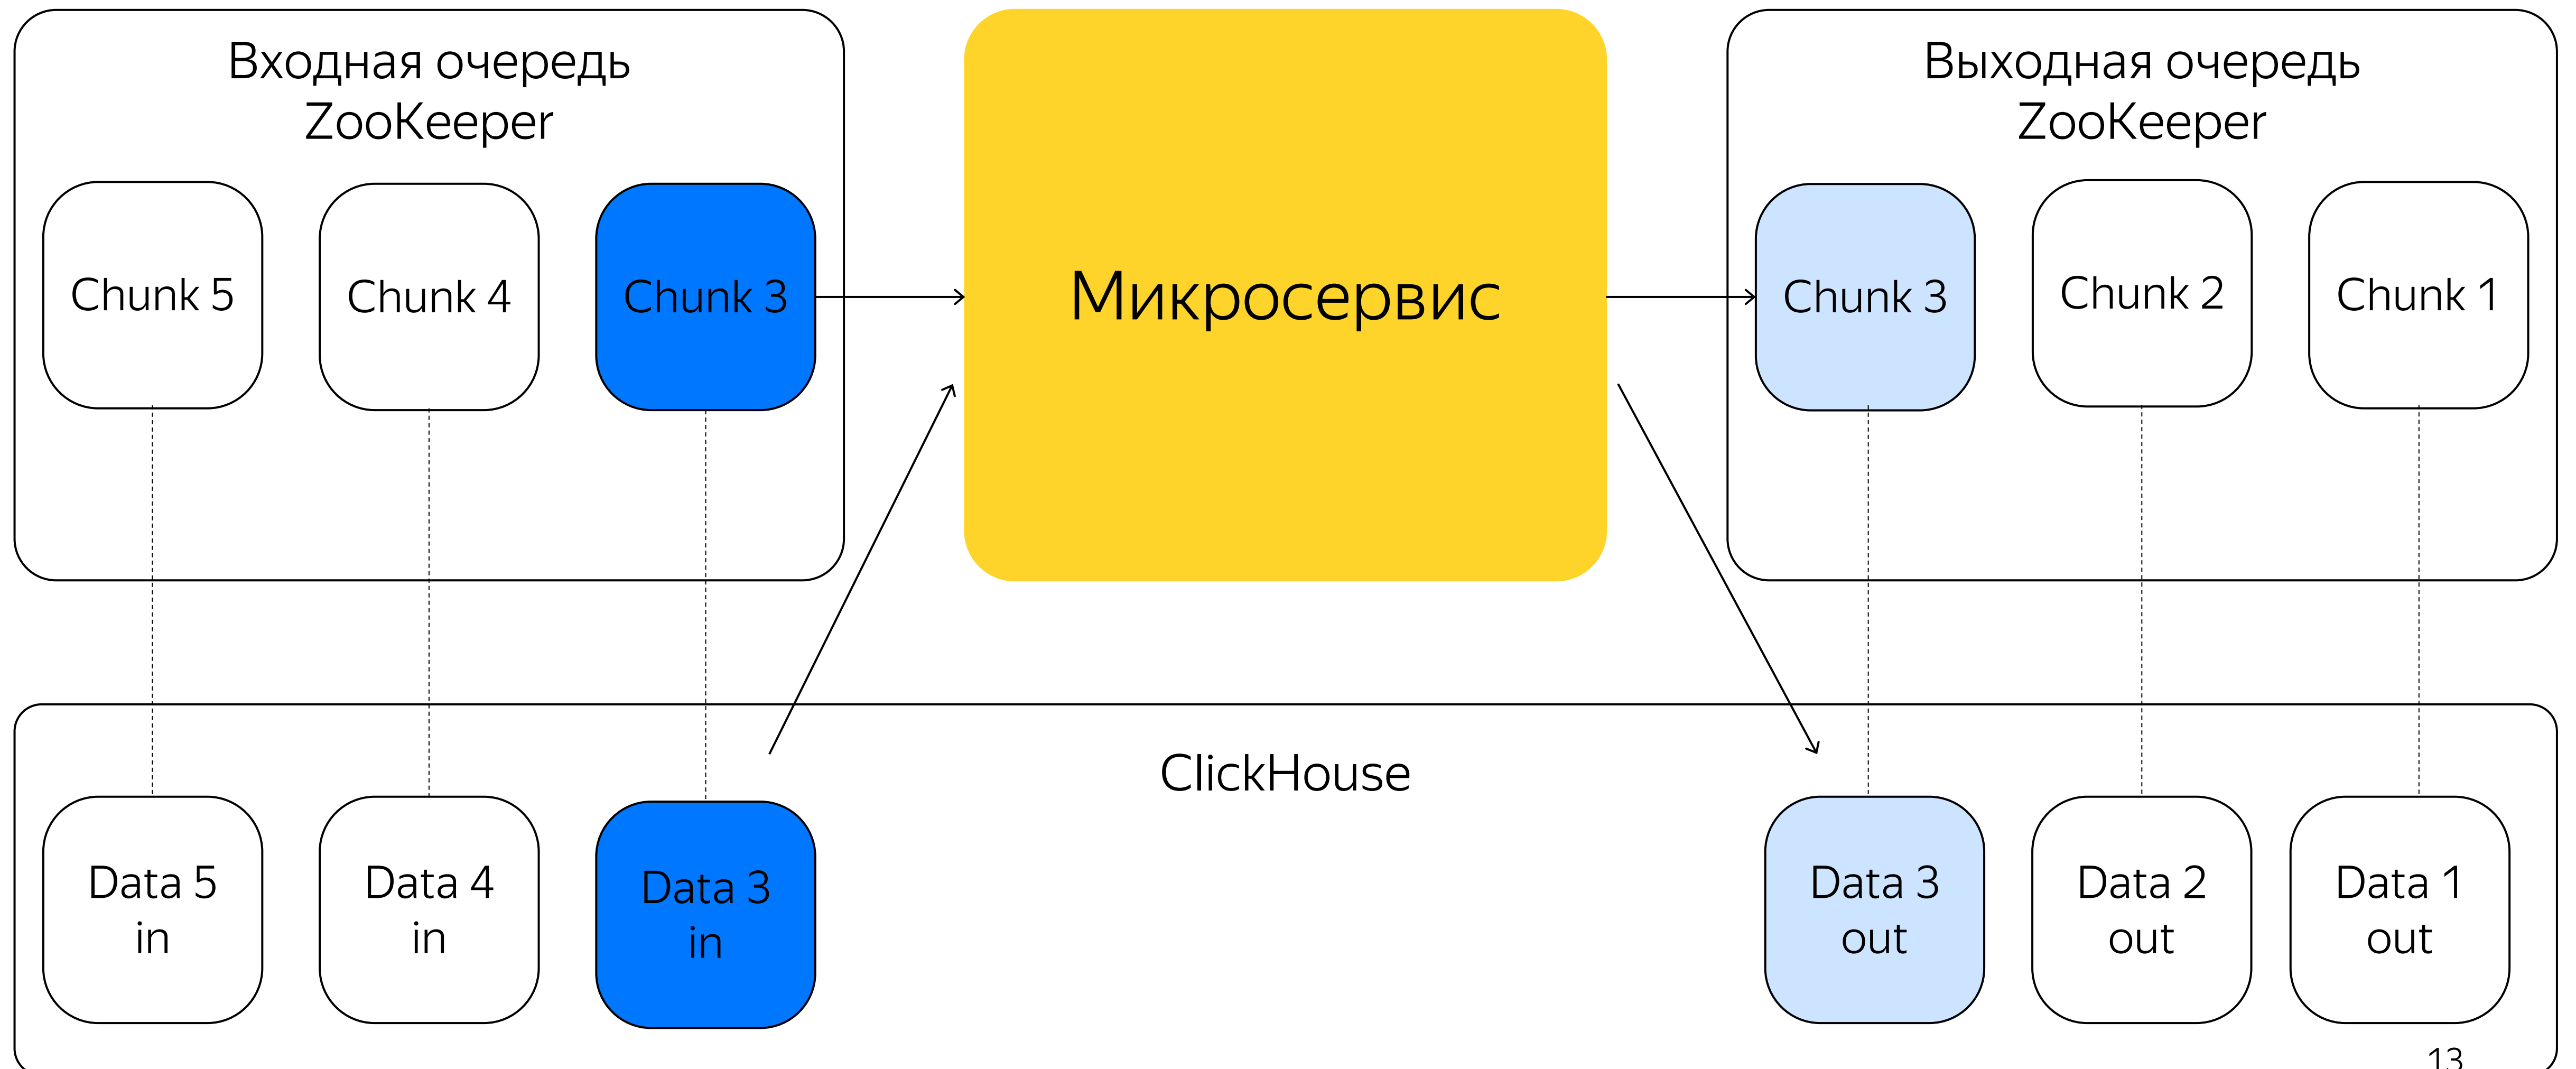 Входная очередь
ZooKeeper
Chunk 5
Chunk 4
Chunk 3
Микросервис
Выходная очередь
ZooKeeper
Chunk 3
Chunk 2
Chunk 1
ClickHouse
Data 5
in
Data 4
in
Data 3
in
Data 3
out
Data 2
out
Data 1
out
13